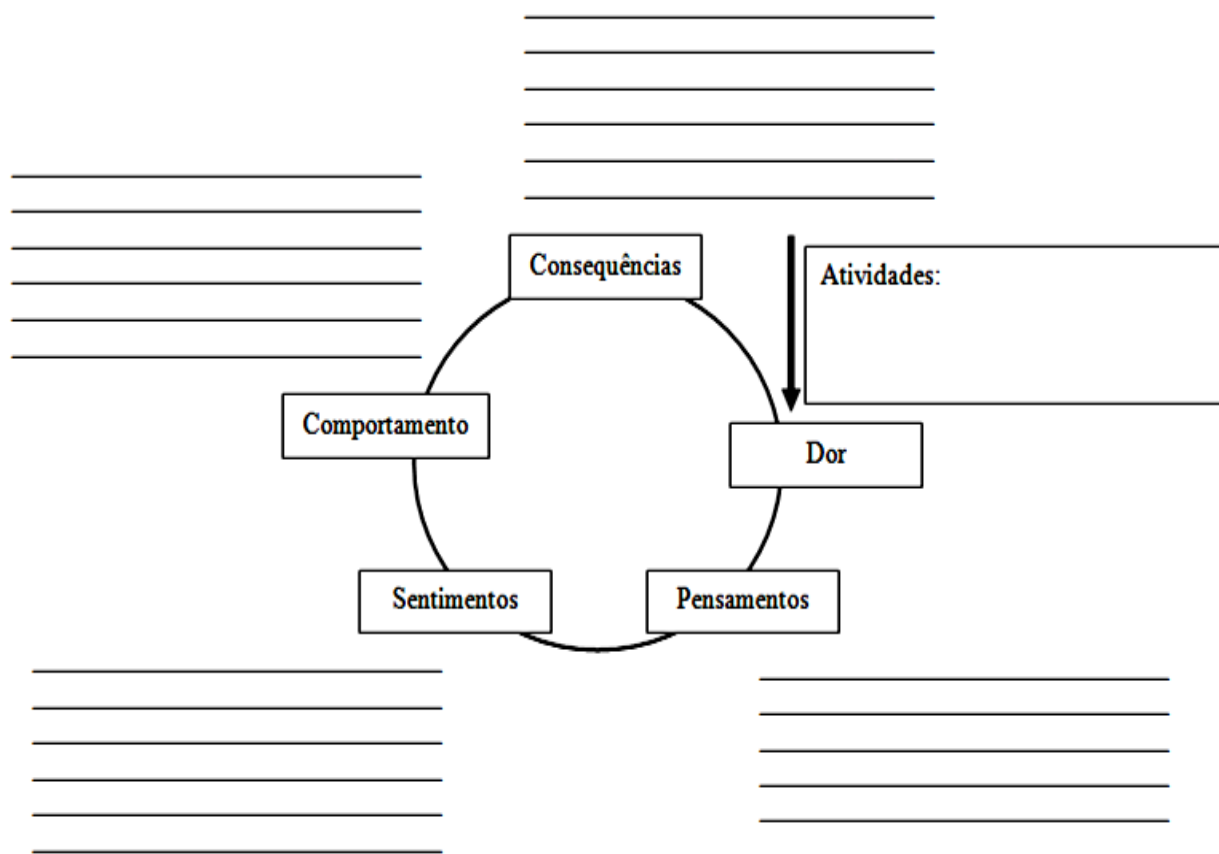 Consequências
Atividades:
Comportamento
Dor
Sentimentos
Pensamentos